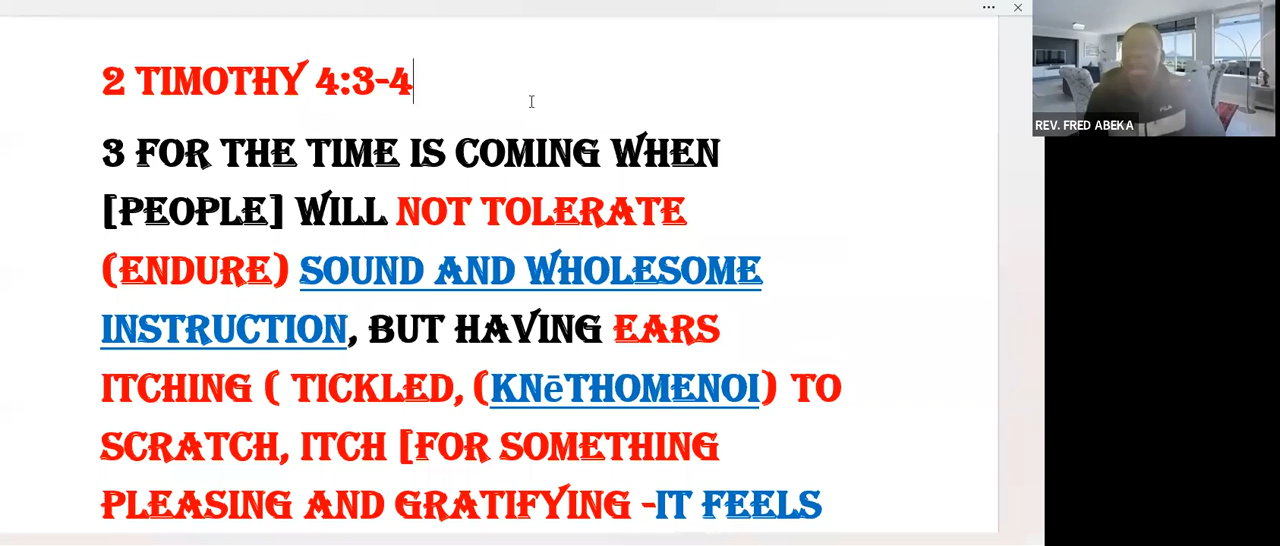 2 TIMOTHY 4:3-4
3 FOR THE TIME IS COMING WHEN
[PEOPLE] WILL NOT TOLERATE
(ENDURE) SOUND AND WHOLESOME
INSTRUCTION, BUT HAVING EARS
ITCHING ( TICKLED, (KNēTHOMENOI) TO
SCRATCH, ITCH [FOR SOMETHING
PLEASING AND GRATIFYING -IT FEELS
REV. FRED ABEKA
FILA